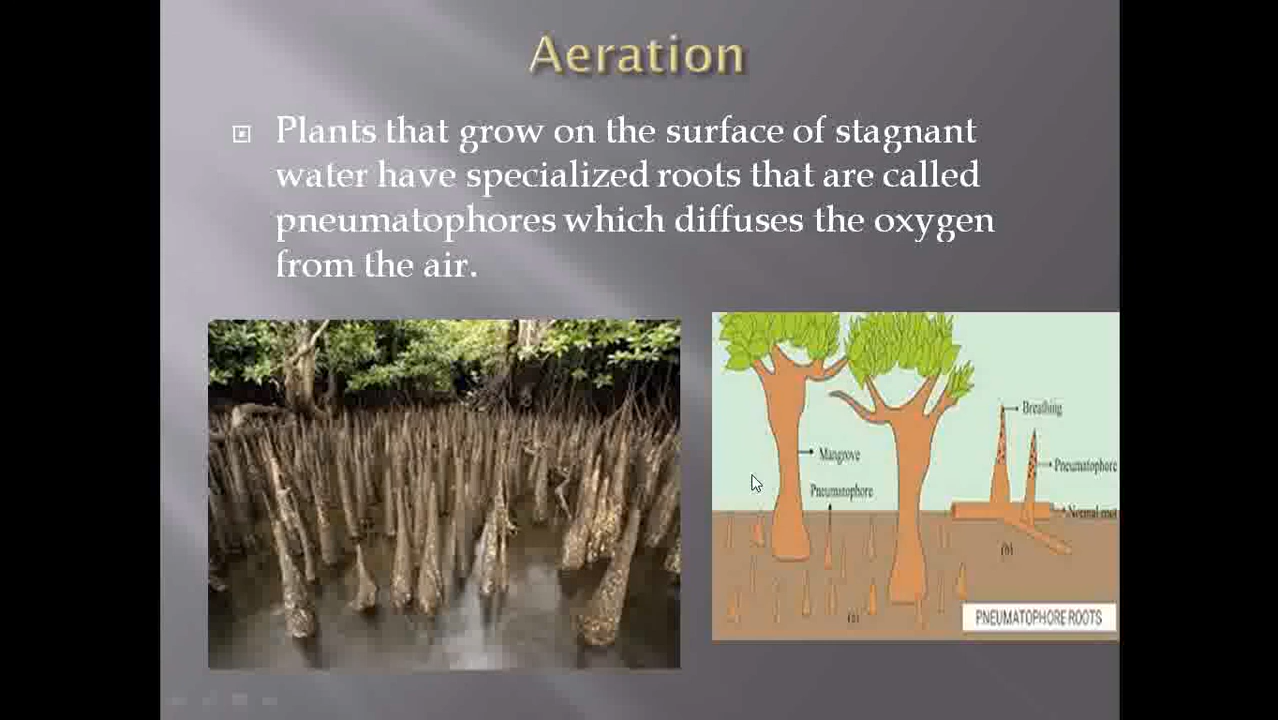 Aeration
Plants that grow on the surface of stagnant
water have specialized roots that are called
pneumatophores which diffuses the oxygen
from the air.
Breathing
Mangrove
Pneumatophore
Pneumatophore
Normal root
(b)
(a)
PNEUMATOPHORE ROOTS